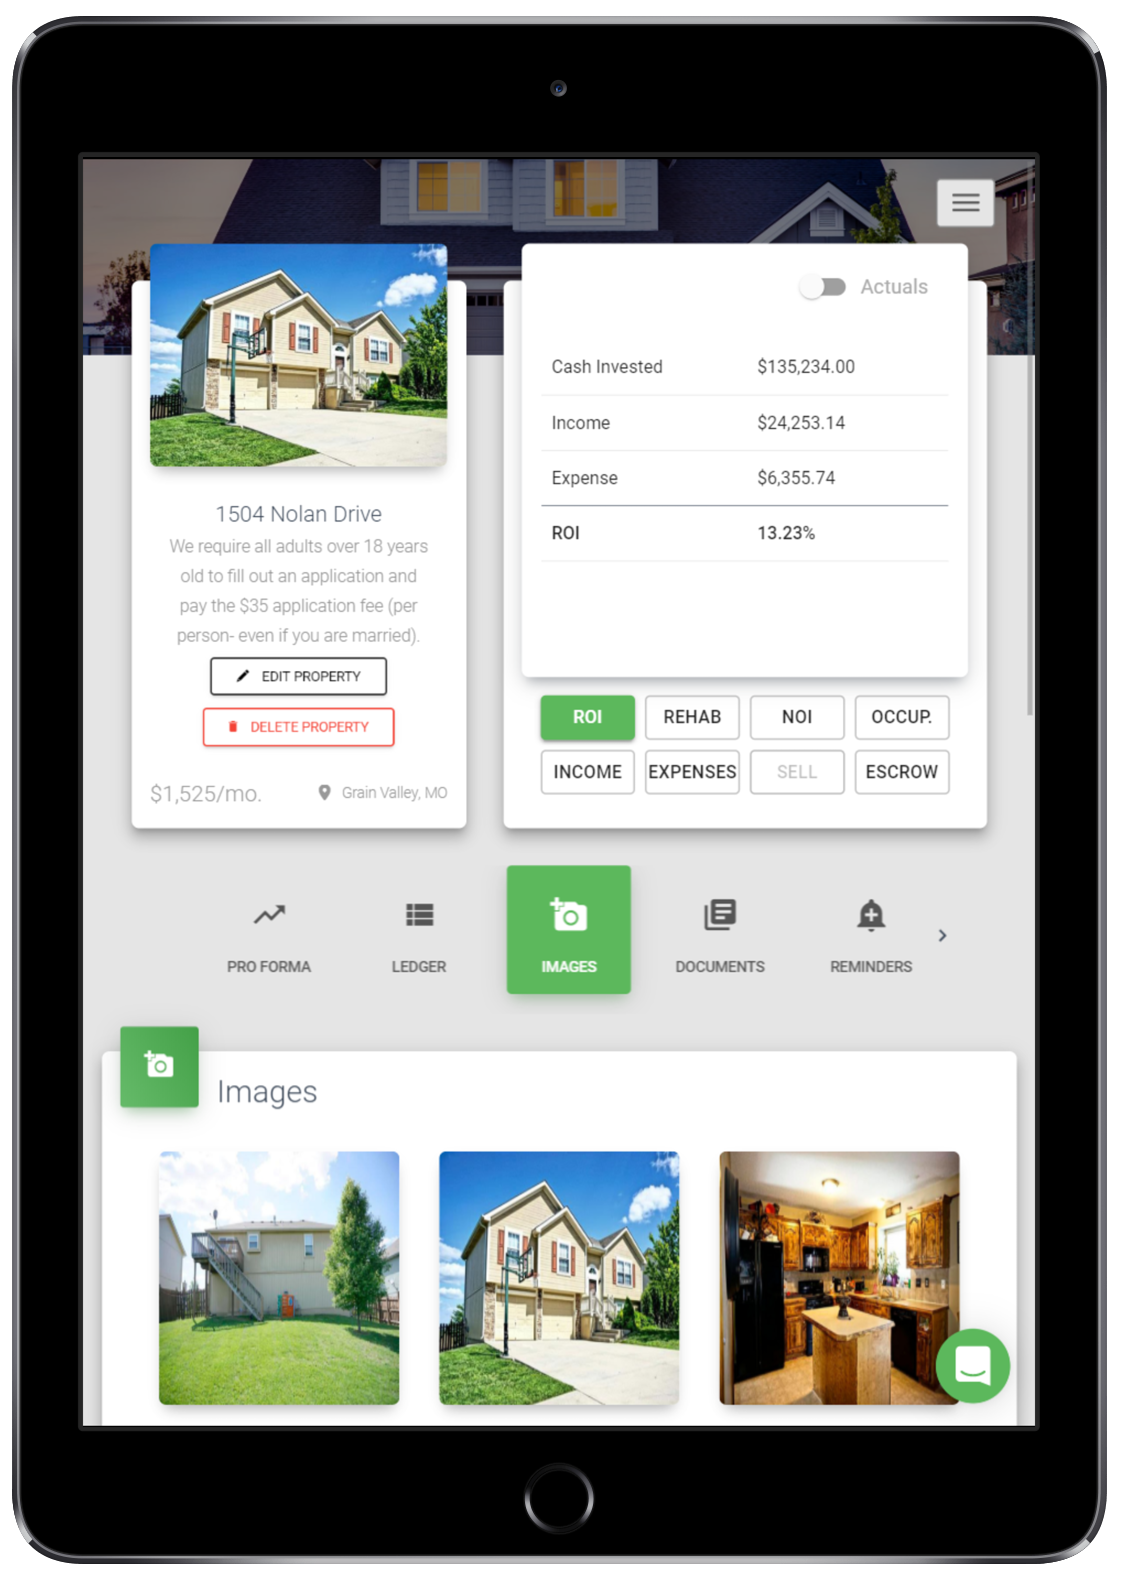 Actuals
Cash Invested $135,234.00
Income $24,253.14
Expense $6,355.74
ROI 13.23%
1504 Nolan Drive
We require all adults over 18 years
old to fill out an application and
pay the $35 application fee (per
person- even if you are married).
EDIT PROPERTY
DELETE PROPERTY
$1,525/mo. Grain Valley, MO
ROI REHAB NOI OCCUP.
INCOME EXPENSES SELL ESCROW
PRO FORMA LEDGER IMAGES DOCUMENTS REMINDERS
Images